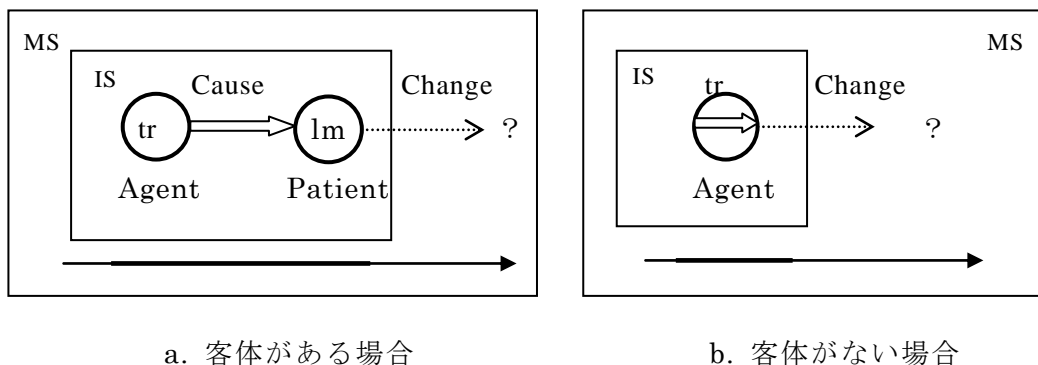 MS
IS
Cause
Change
tr
lm
?
Agent
Patient
a. 客体がある場合
MS
IS
tr
Change
?
Agent
b. 客体がない場合